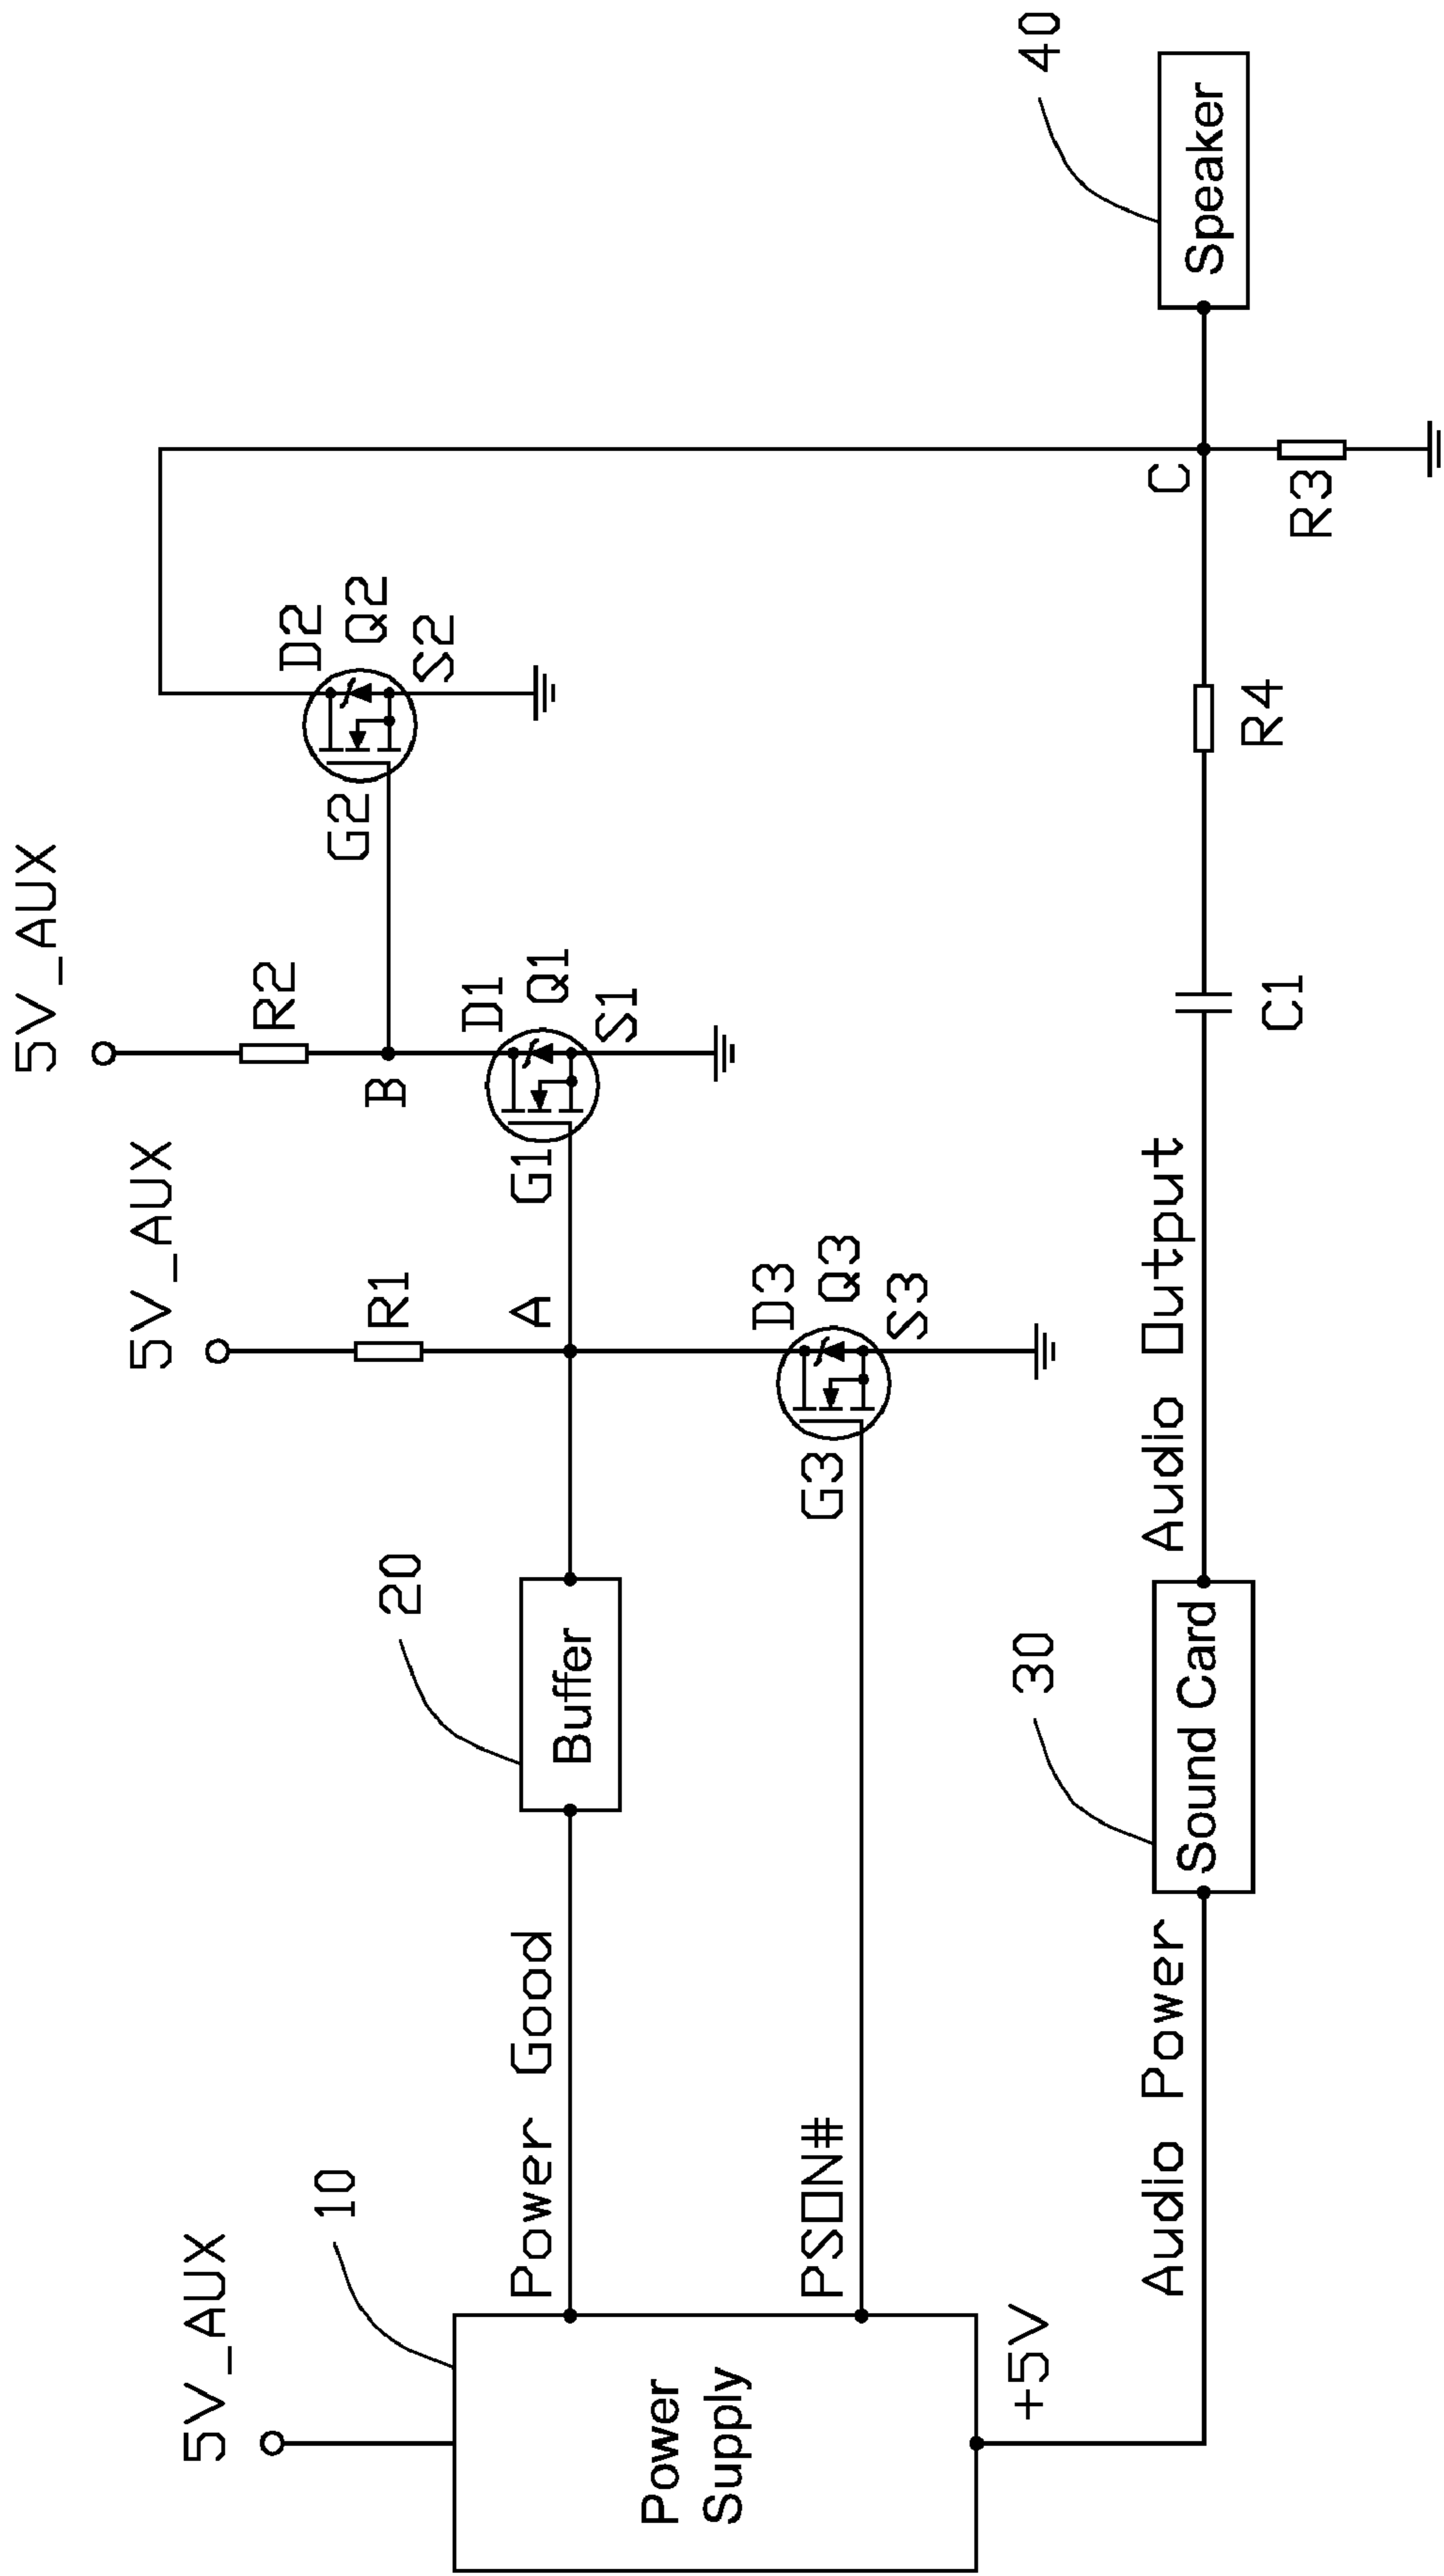 5V_AUX
5V_AUX
5V_AUX
10
R1
R2
20
A
B
D2
Q2
S2
G2
D1
Q1
S1
G1
Power Good
Buffer
Power
Supply
D3
Q3
S3
G3
PSON#
+5V
30
40
Audio Power
Sound Card
Audio Output
C1
R4
C
R3
Speaker